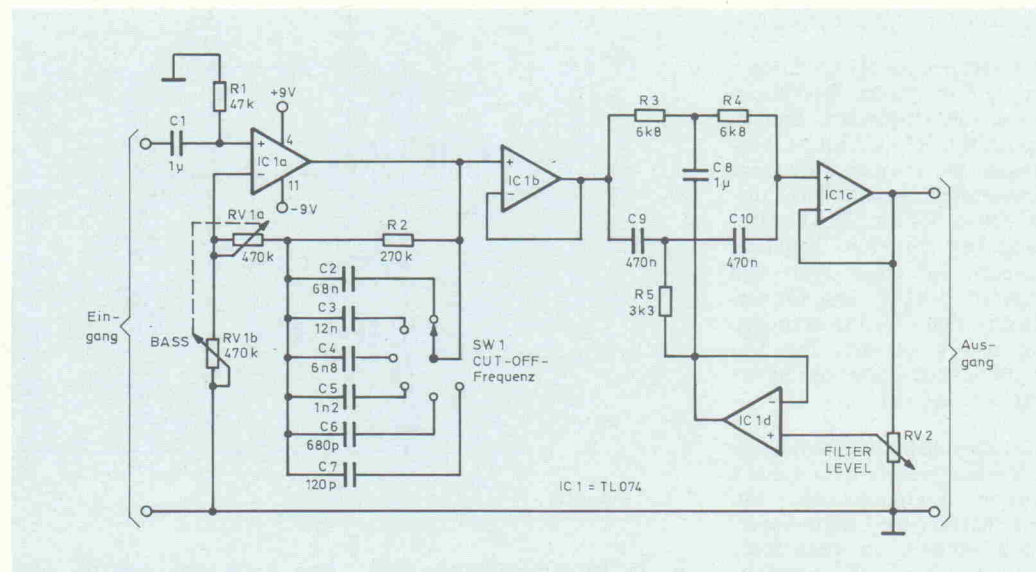 R1
47k
+9V
C1
1µ
+
−
IC1a
4
11
−9V
RV1a
470k
R2
270k
C2
68n
C3
12n
C4
6n8
C5
1n2
C6
680p
C7
120p
Ein-
gang
BASS
RV1b
470k
SW1
CUT-OFF-
Frequenz
+
−
IC1b
R3
6k8
R4
6k8
C8
1µ
C9
470n
C10
470n
R5
3k3
+
−
IC1c
−
+
IC1d
FILTER
LEVEL
RV2
Aus-
gang
IC1 = TL074